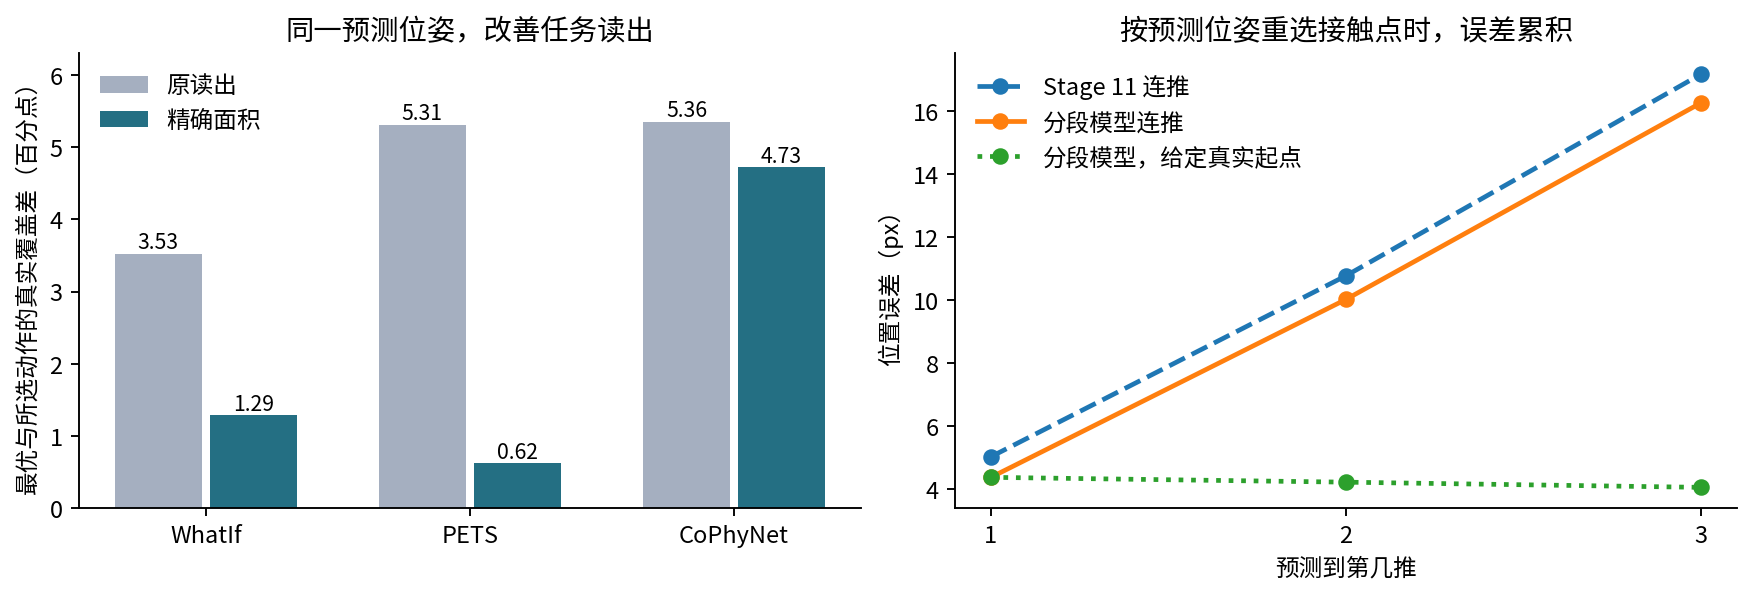 同一预测位姿，改善任务读出
最优与所选动作的真实覆盖差（百分点）
6
5
4
3
2
1
0
原读出
精确面积
3.53
1.29
5.31
0.62
5.36
4.73
WhatIf
PETS
CoPhyNet
按预测位姿重选接触点时，误差累积
位置误差（px）
16
14
12
10
8
6
4
Stage 11 连推
分段模型连推
分段模型，给定真实起点
1
2
3
预测到第几推